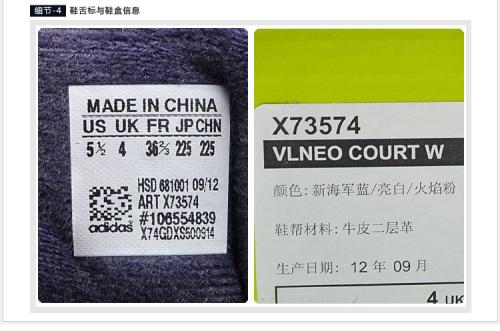 细节-4 鞋舌标与鞋盒信息
MADE IN CHINA
US UK FR JP CHN
5½ 4 36⅔ 225 225
HSD 681001 09/12
ART X73574
#106554839
X74GDXS500914
adidas
X73574
VLNEO COURT W
颜色: 新海军蓝/亮白/火焰粉
鞋帮材料: 牛皮二层革
生产日期: 12 年 09 月
4 UK